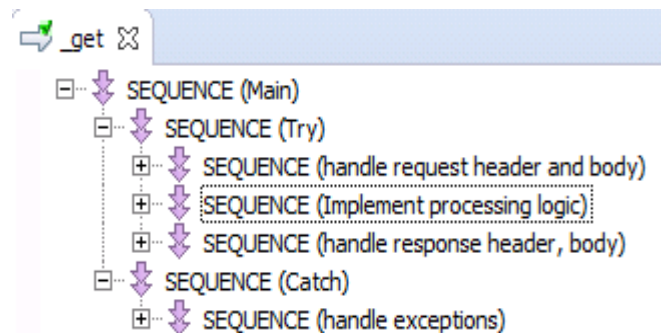 _get
SEQUENCE (Main)
SEQUENCE (Try)
SEQUENCE (handle request header and body)
SEQUENCE (Implement processing logic)
SEQUENCE (handle response header, body)
SEQUENCE (Catch)
SEQUENCE (handle exceptions)